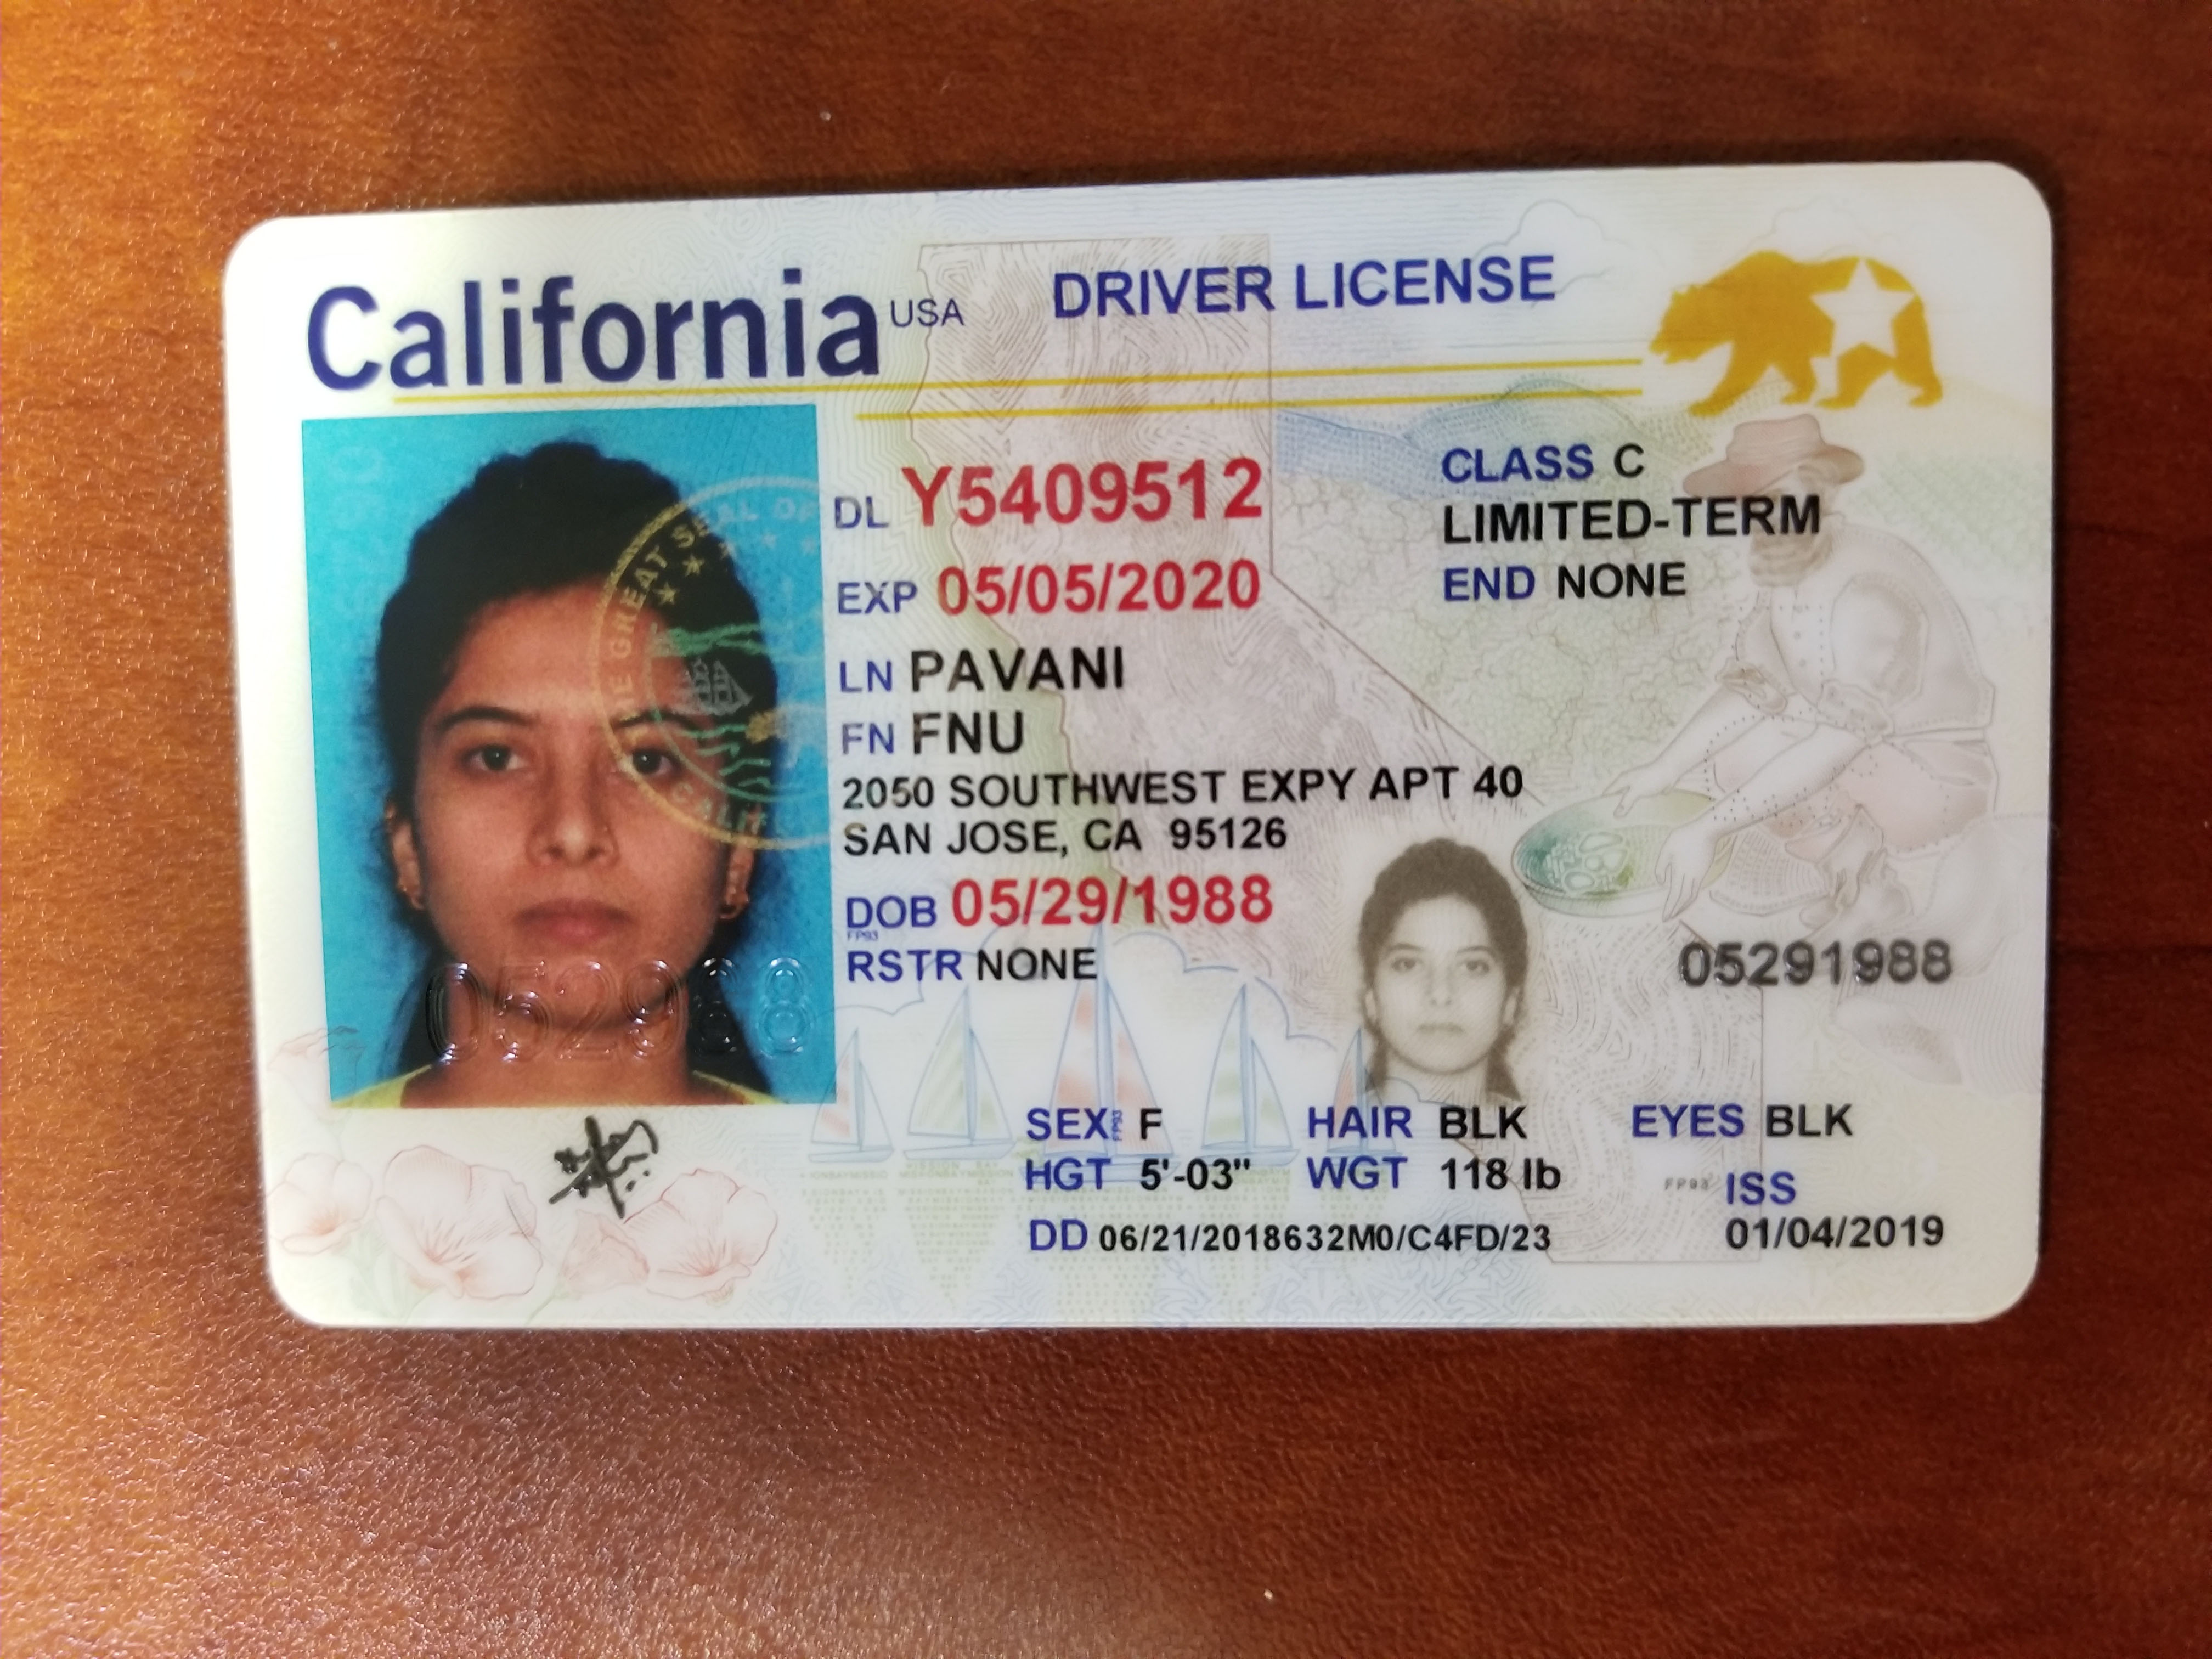 California USA DRIVER LICENSE
DL Y5409512
CLASS C
EXP 05/05/2020
LIMITED-TERM
END NONE
LN PAVANI
FN FNU
2050 SOUTHWEST EXPY APT 40
SAN JOSE, CA 95126
DOB 05/29/1988
RSTR NONE
05291988
052988
SEX F HAIR BLK EYES BLK
HGT 5'-03" WGT 118 lb
ISS
DD 06/21/2018632M0/C4FD/23
01/04/2019